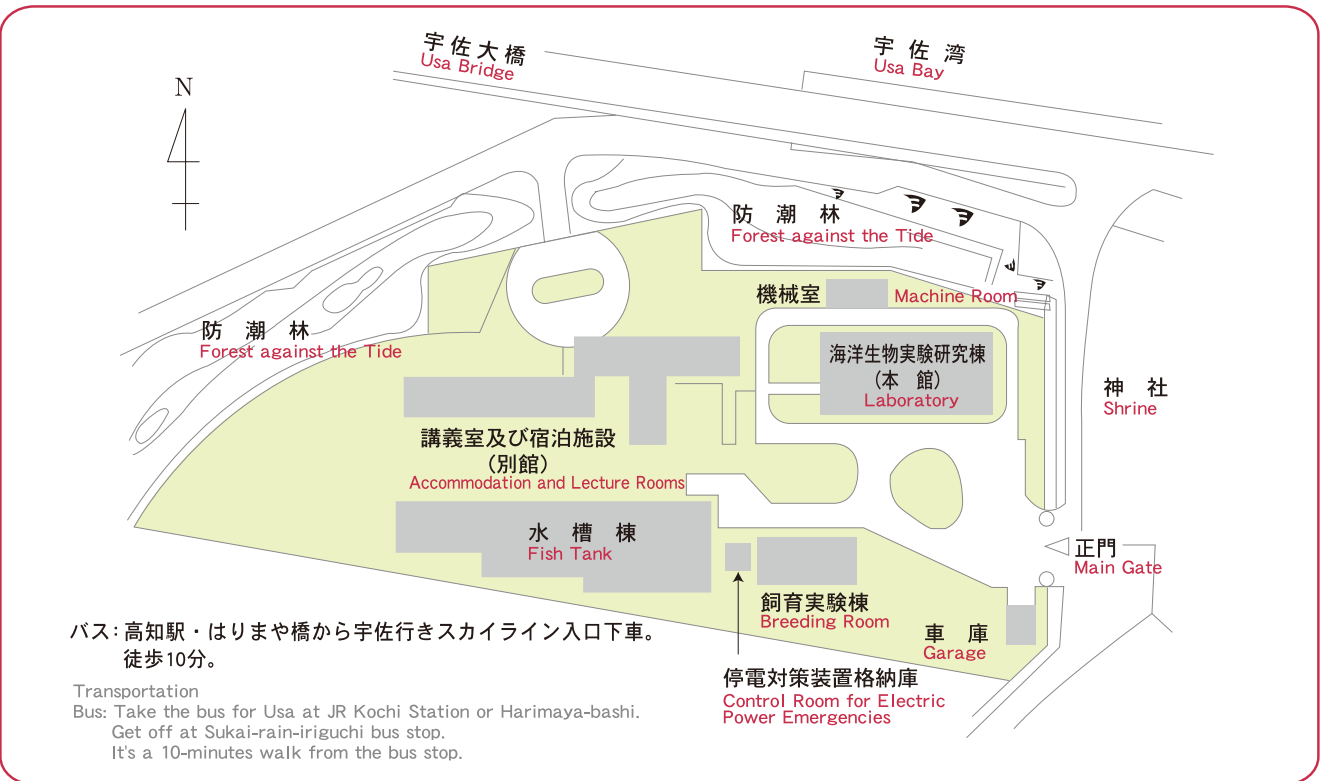 宇佐大橋
Usa Bridge
宇佐湾
Usa Bay
N
防潮林
Forest against the Tide
機械室
Machine Room
防潮林
Forest against the Tide
海洋生物実験研究棟
(本館)
Laboratory
神社
Shrine
講義室及び宿泊施設
(別館)
Accommodation and Lecture Rooms
水槽棟
Fish Tank
正門
Main Gate
飼育実験棟
Breeding Room
車庫
Garage
停電対策装置格納庫
Control Room for Electric
Power Emergencies
バス:高知駅・はりまや橋から宇佐行きスカイライン入口下車。
徒歩10分。
Transportation
Bus: Take the bus for Usa at JR Kochi Station or Harimaya-bashi.
Get off at Sukai-rain-iriguchi bus stop.
It's a 10-minutes walk from the bus stop.